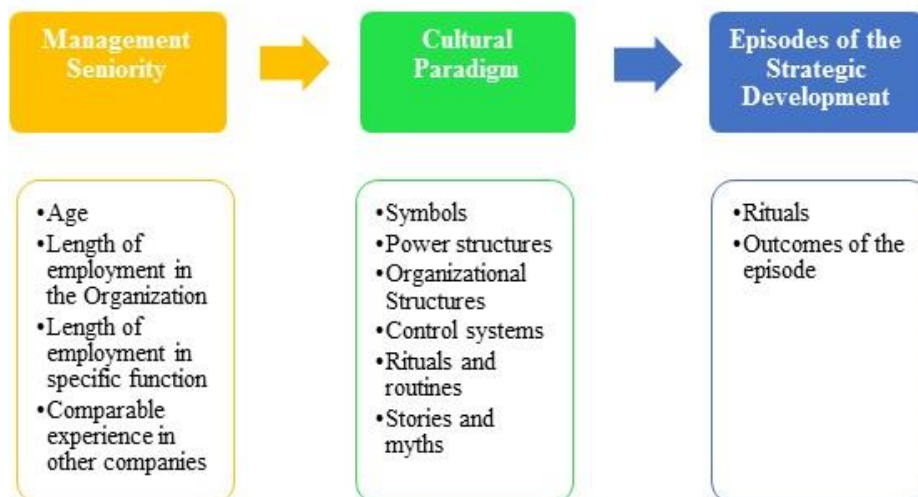 Management
Seniority
Cultural
Paradigm
Episodes of the
Strategic
Development
•Age
•Length of
employment in
the Organization
•Length of
employment in
specific function
•Comparable
experience in
other companies
•Symbols
•Power structures
•Organizational
Structures
•Control systems
•Rituals and
routines
•Stories and
myths
•Rituals
•Outcomes of the
episode